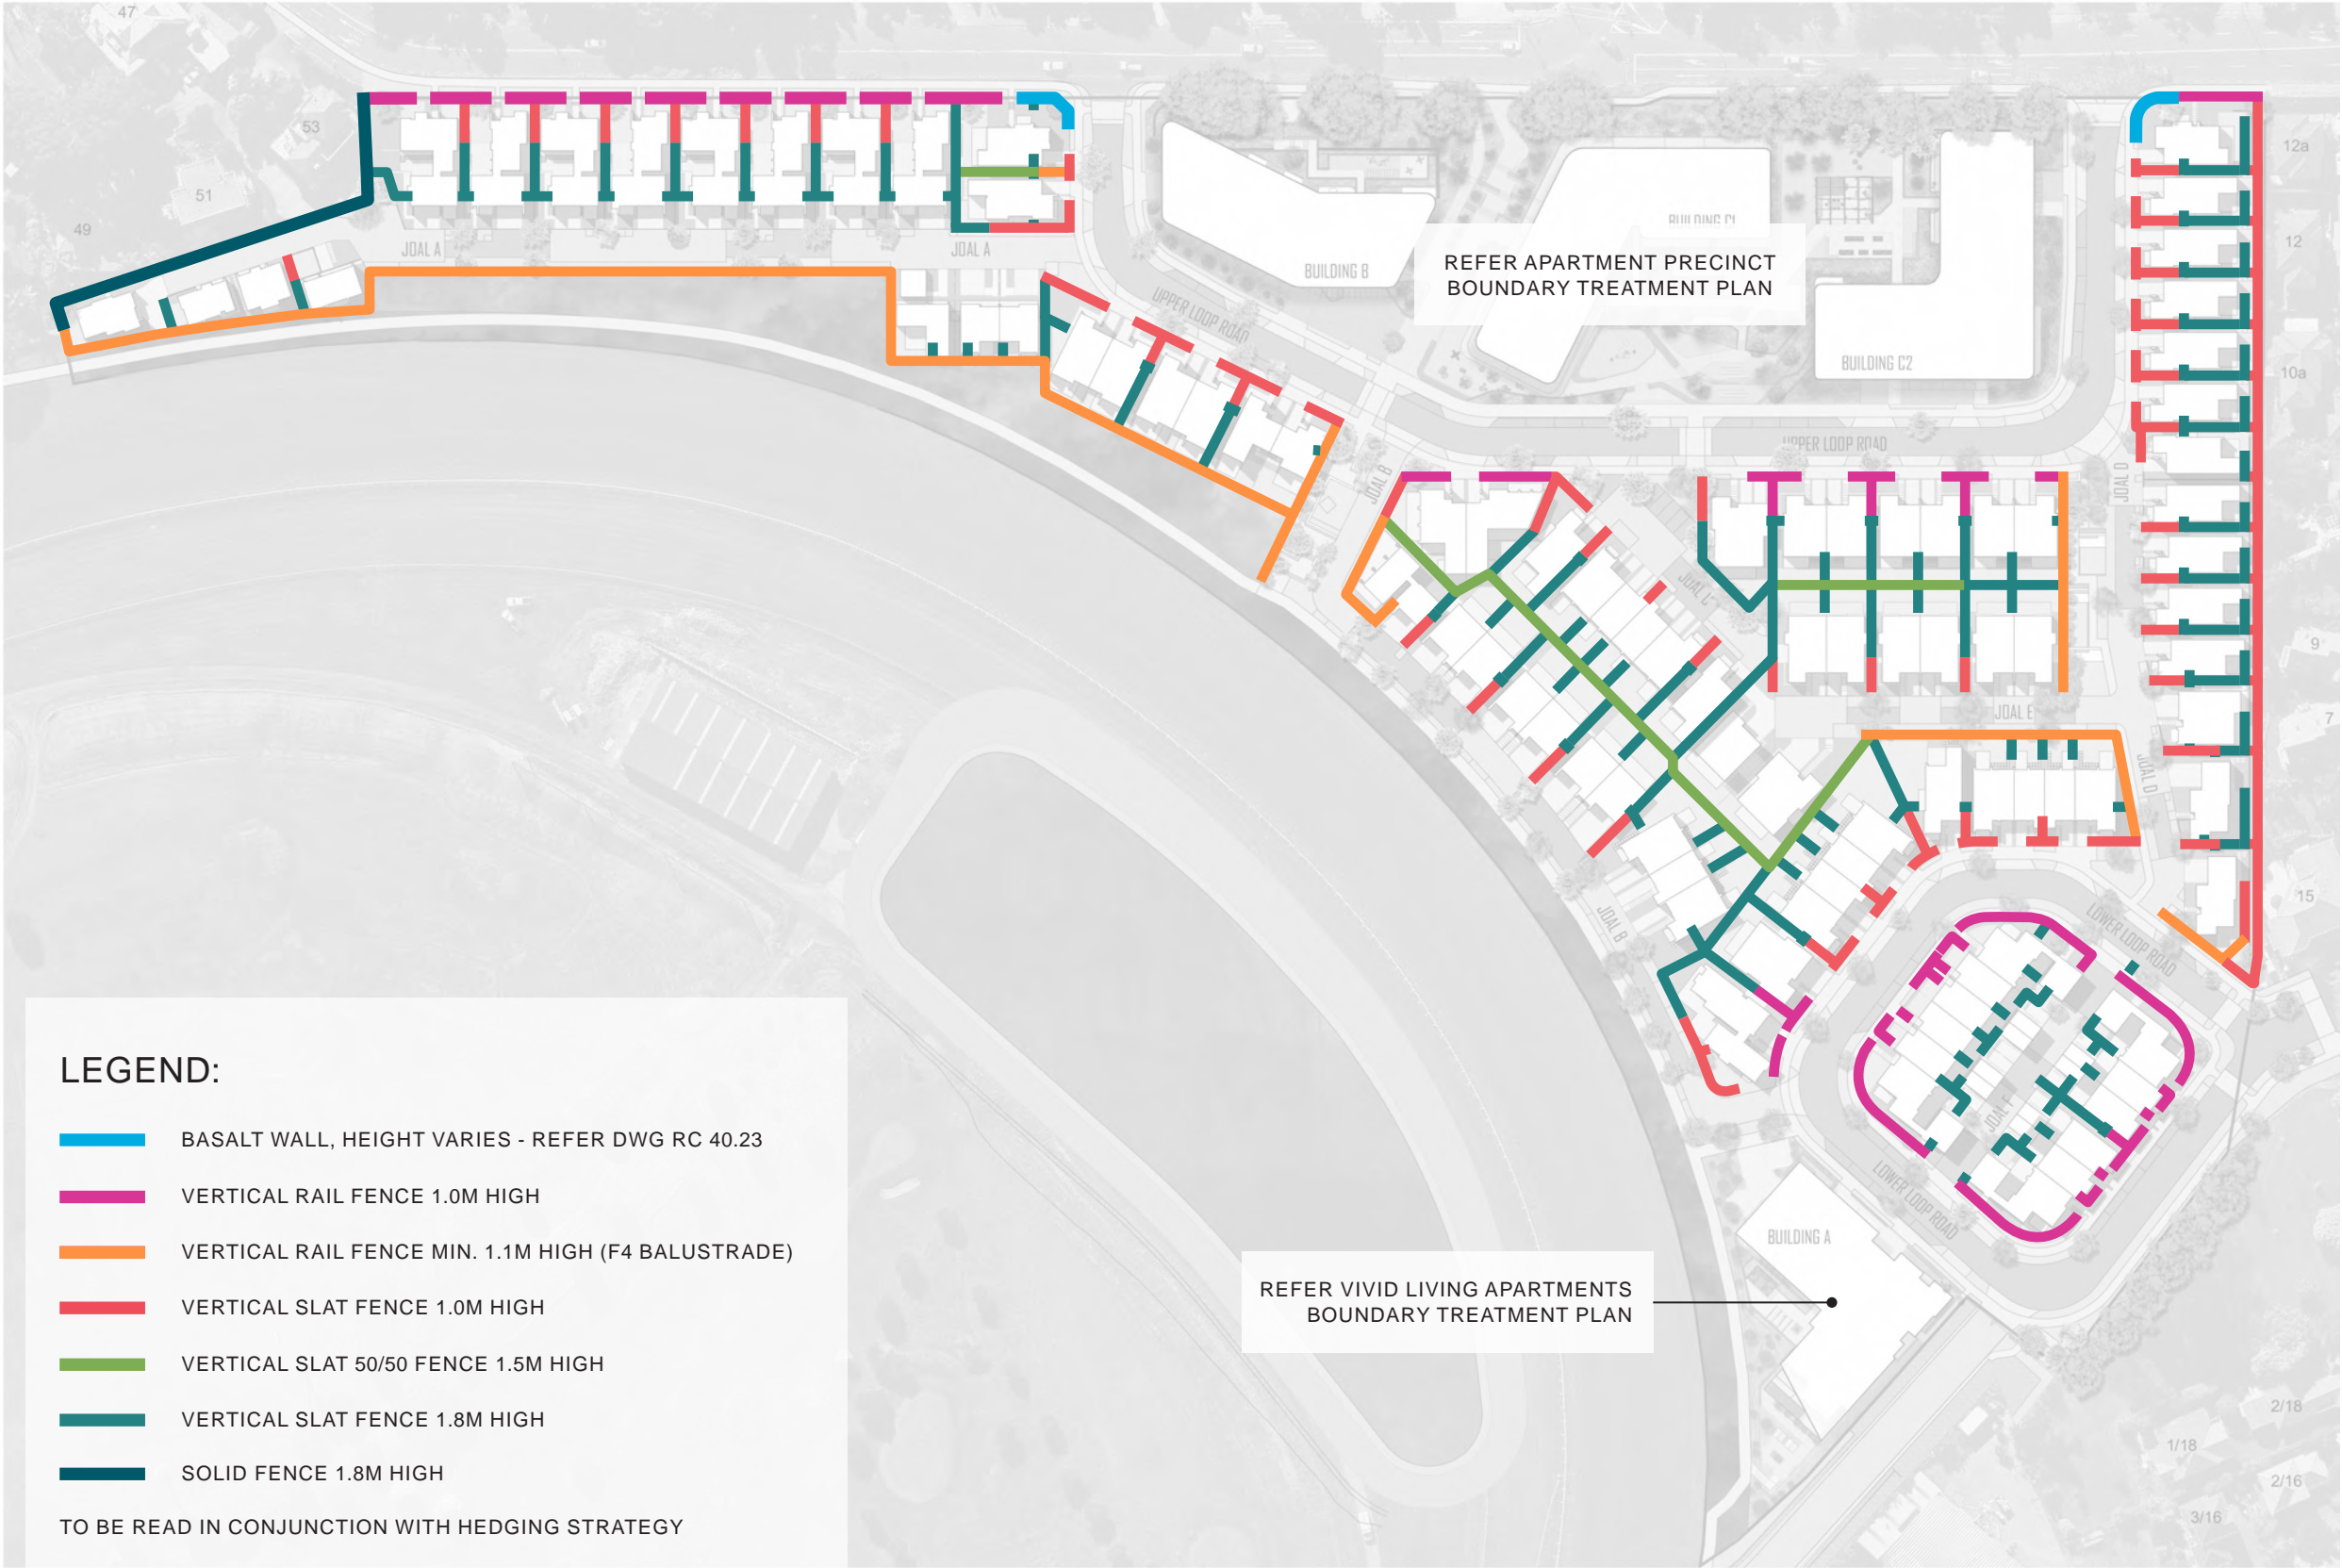 47
53
51
49
JOAL A
JOAL A
UPPER LOOP ROAD
BUILDING B
BUILDING C1
REFER APARTMENT PRECINCT
BOUNDARY TREATMENT PLAN
BUILDING C2
UPPER LOOP ROAD
12a
12
10a
9
7
15
JOAL B
JOAL C
JOAL D
JOAL E
JOAL D
JOAL B
LOWER LOOP ROAD
JOAL F
LOWER LOOP ROAD
BUILDING A
REFER VIVID LIVING APARTMENTS
BOUNDARY TREATMENT PLAN
2/18
1/18
2/16
3/16
LEGEND:
BASALT WALL, HEIGHT VARIES - REFER DWG RC 40.23
VERTICAL RAIL FENCE 1.0M HIGH
VERTICAL RAIL FENCE MIN. 1.1M HIGH (F4 BALUSTRADE)
VERTICAL SLAT FENCE 1.0M HIGH
VERTICAL SLAT 50/50 FENCE 1.5M HIGH
VERTICAL SLAT FENCE 1.8M HIGH
SOLID FENCE 1.8M HIGH
TO BE READ IN CONJUNCTION WITH HEDGING STRATEGY